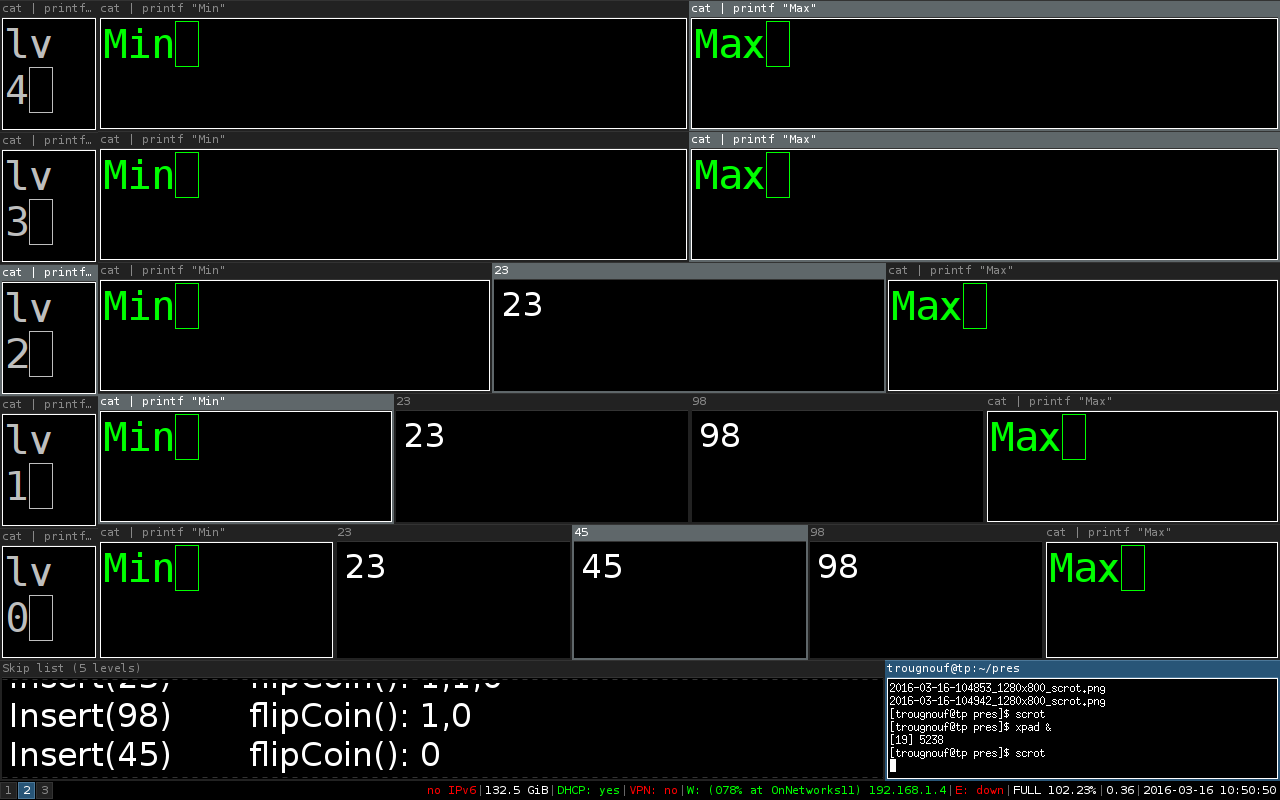 cat | printf… cat | printf "Min" cat | printf "Max"
lv
4
Min Max
cat | printf… cat | printf "Min" cat | printf "Max"
lv
3
Min Max
cat | printf… cat | printf "Min" 23 cat | printf "Max"
lv
2
Min 23 Max
cat | printf… cat | printf "Min" 23 98 cat | printf "Max"
lv
1
Min 23 98 Max
cat | printf… cat | printf "Min" 23 45 98 cat | printf "Max"
lv
0
Min 23 45 98 Max
Skip list (5 levels)
Insert(23) flipCoin(): 1,1,0
Insert(98) flipCoin(): 1,0
Insert(45) flipCoin(): 0
trougnouf@tp:~/pres
2016-03-16-104853_1280x800_scrot.png
2016-03-16-104942_1280x800_scrot.png
[trougnouf@tp pres]$ scrot
[trougnouf@tp pres]$ xpad &
[19] 5238
[trougnouf@tp pres]$ scrot
1 2 3 no IPv6|132.5 GiB|DHCP: yes|VPN: no|W: (078% at OnNetworks11) 192.168.1.4|E: down|FULL 102.23%|0.36|2016-03-16 10:50:50